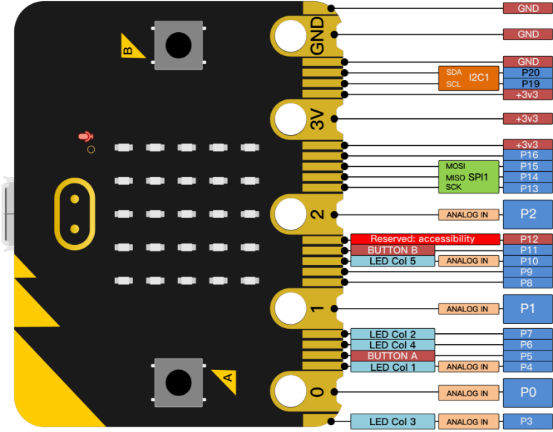 GND
GND
GND
B
GND
SDA I2C1 P20
SCL P19
+3v3
3V +3v3
+3v3
P16
MOSI P15
MISO SPI1 P14
SCK P13
2 ANALOG IN P2
Reserved: accessibility P12
BUTTON B P11
LED Col 5 ANALOG IN P10
P9
P8
1 ANALOG IN P1
LED Col 2 P7
LED Col 4 P6
BUTTON A P5
LED Col 1 ANALOG IN P4
A
0 ANALOG IN P0
LED Col 3 ANALOG IN P3